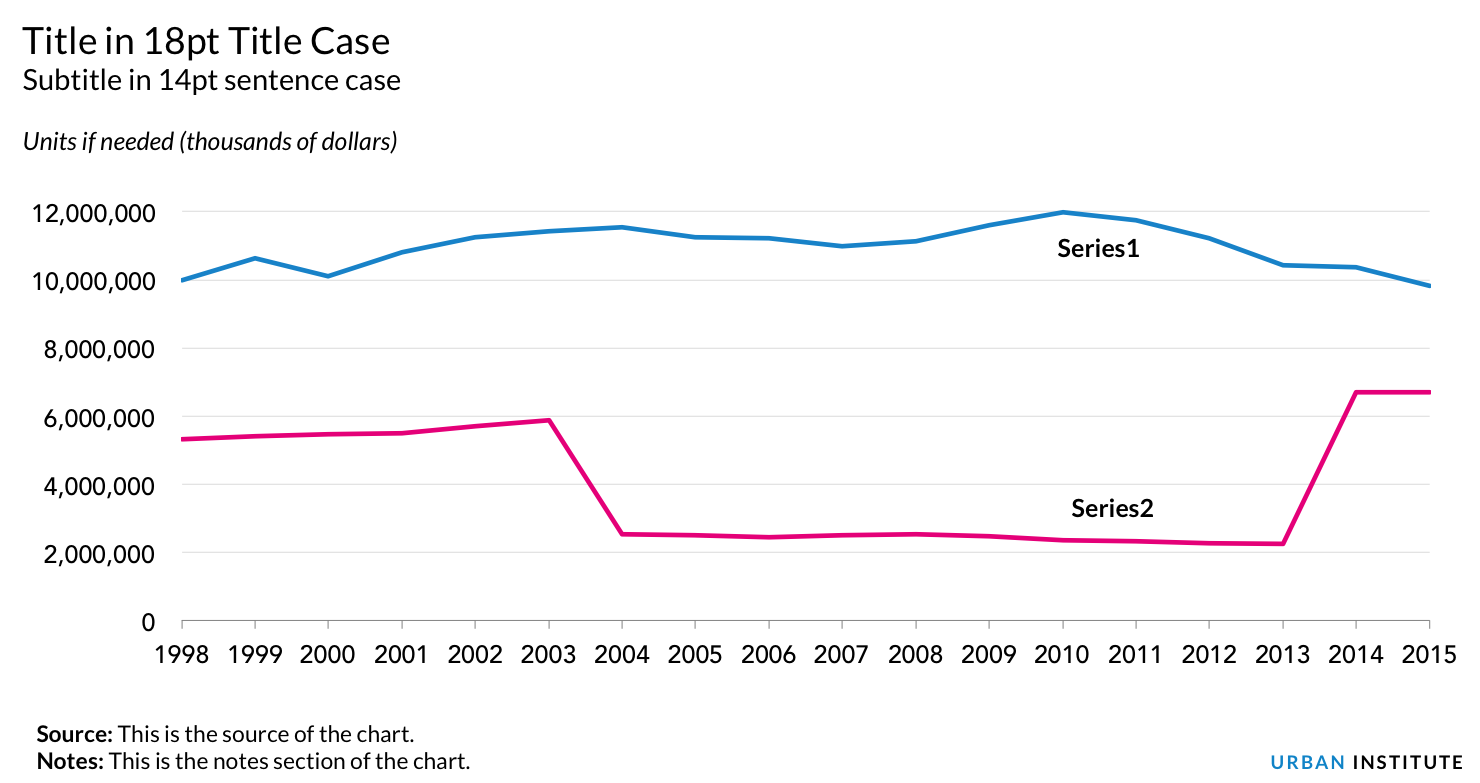 Title in 18pt Title Case
Subtitle in 14pt sentence case
Units if needed (thousands of dollars)
12,000,000
Series1
10,000,000
8,000,000
6,000,000
4,000,000
Series2
2,000,000
0
1998 1999 2000 2001 2002 2003 2004 2005 2006 2007 2008 2009 2010 2011 2012 2013 2014 2015
Source: This is the source of the chart.
Notes: This is the notes section of the chart.
URBAN INSTITUTE